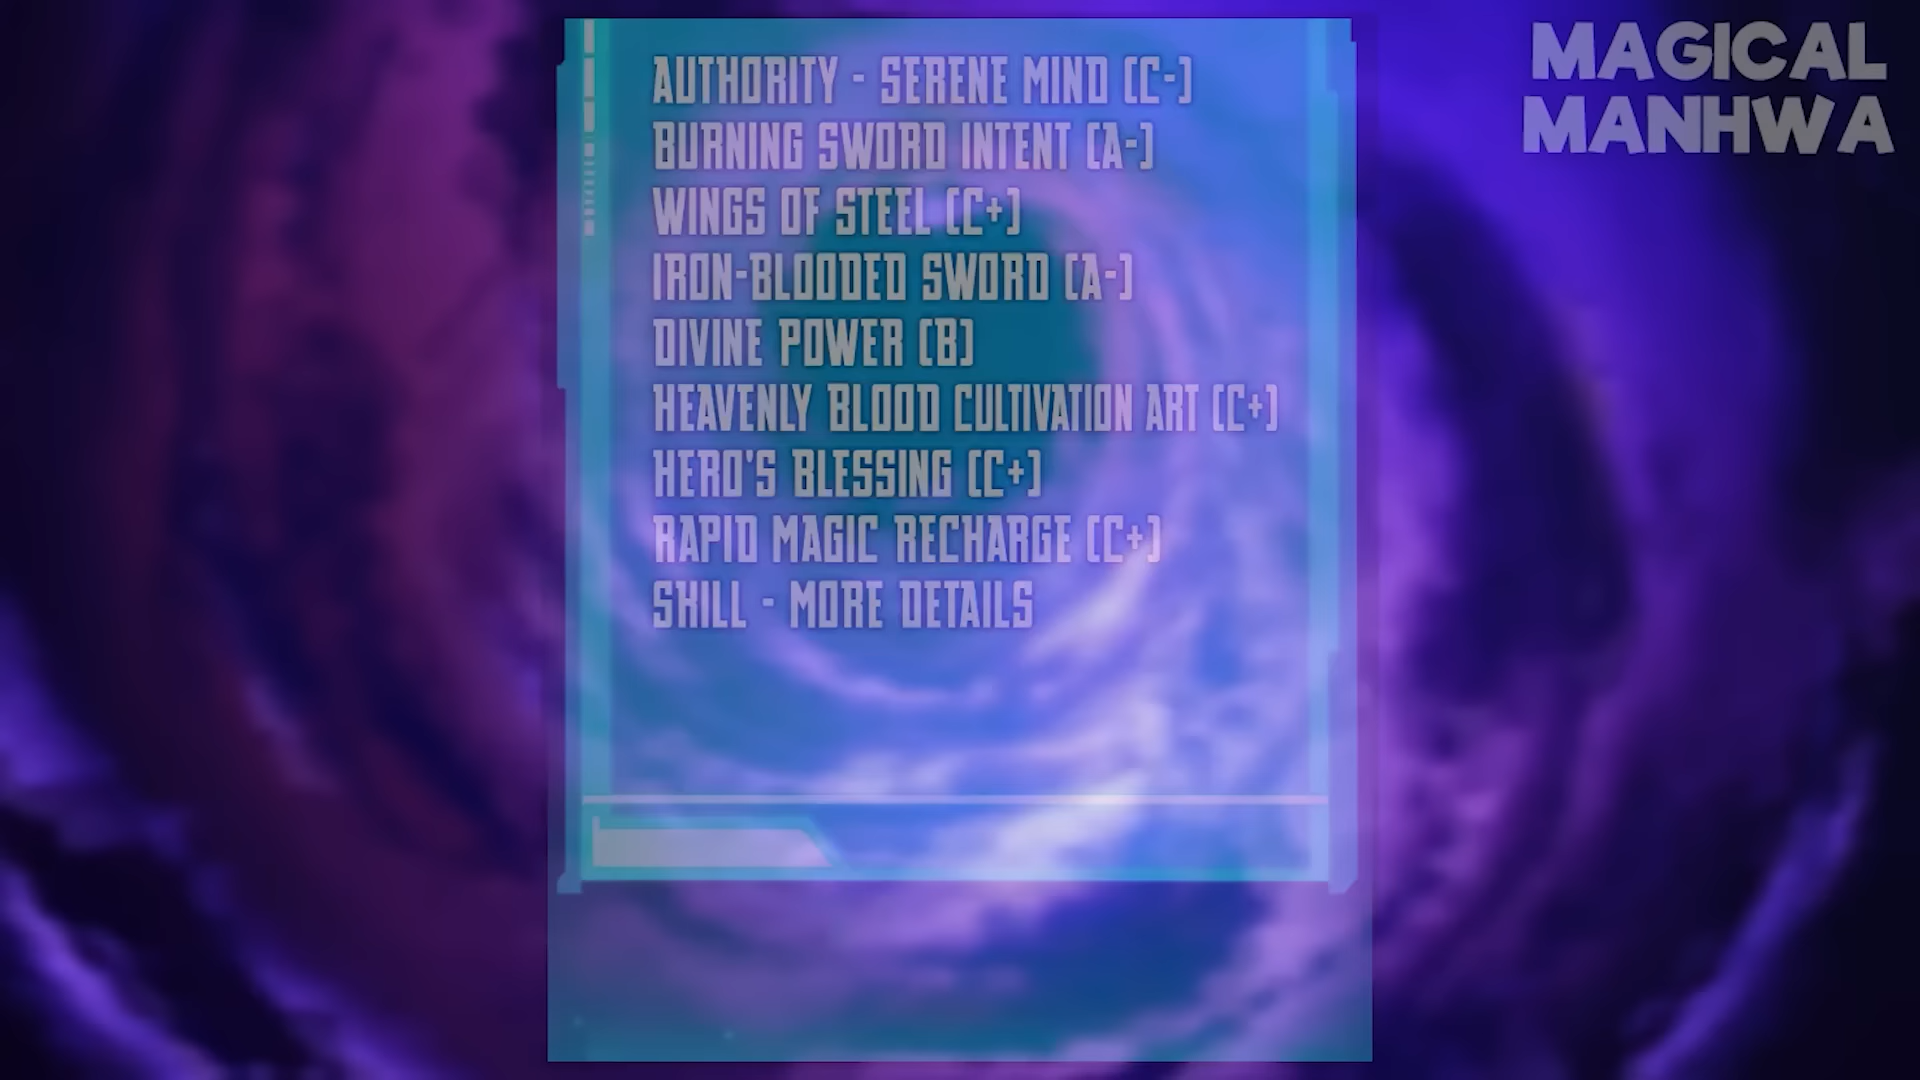 MAGICAL
MANHWA
AUTHORITY - SERENE MIND (C-)
BURNING SWORD INTENT (A-)
WINGS OF STEEL (C+)
IRON-BLOODED SWORD (A-)
DIVINE POWER (B)
HEAVENLY BLOOD CULTIVATION ART (C+)
HERO'S BLESSING (C+)
RAPID MAGIC RECHARGE (C+)
SKILL - MORE DETAILS